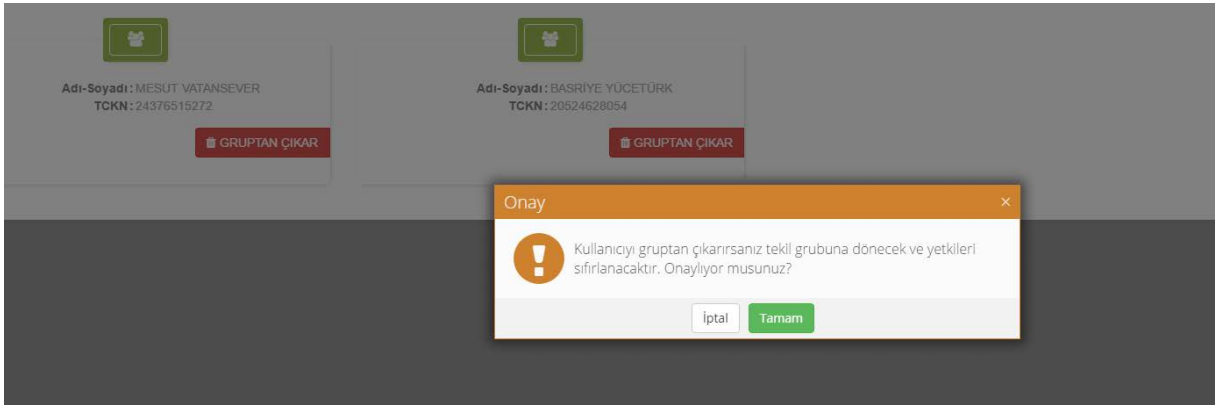 Adı-Soyadı: MESUT VATANSEVER
TCKN: 24376515272
GRUPTAN ÇIKAR
Adı-Soyadı: BASRİYE YÜCETÜRK
TCKN: 20524628054
GRUPTAN ÇIKAR
Onay ×
Kullanıcıyı gruptan çıkarırsanız tekil grubuna dönecek ve yetkileri
sıfırlanacaktır. Onaylıyor musunuz?
İptal Tamam